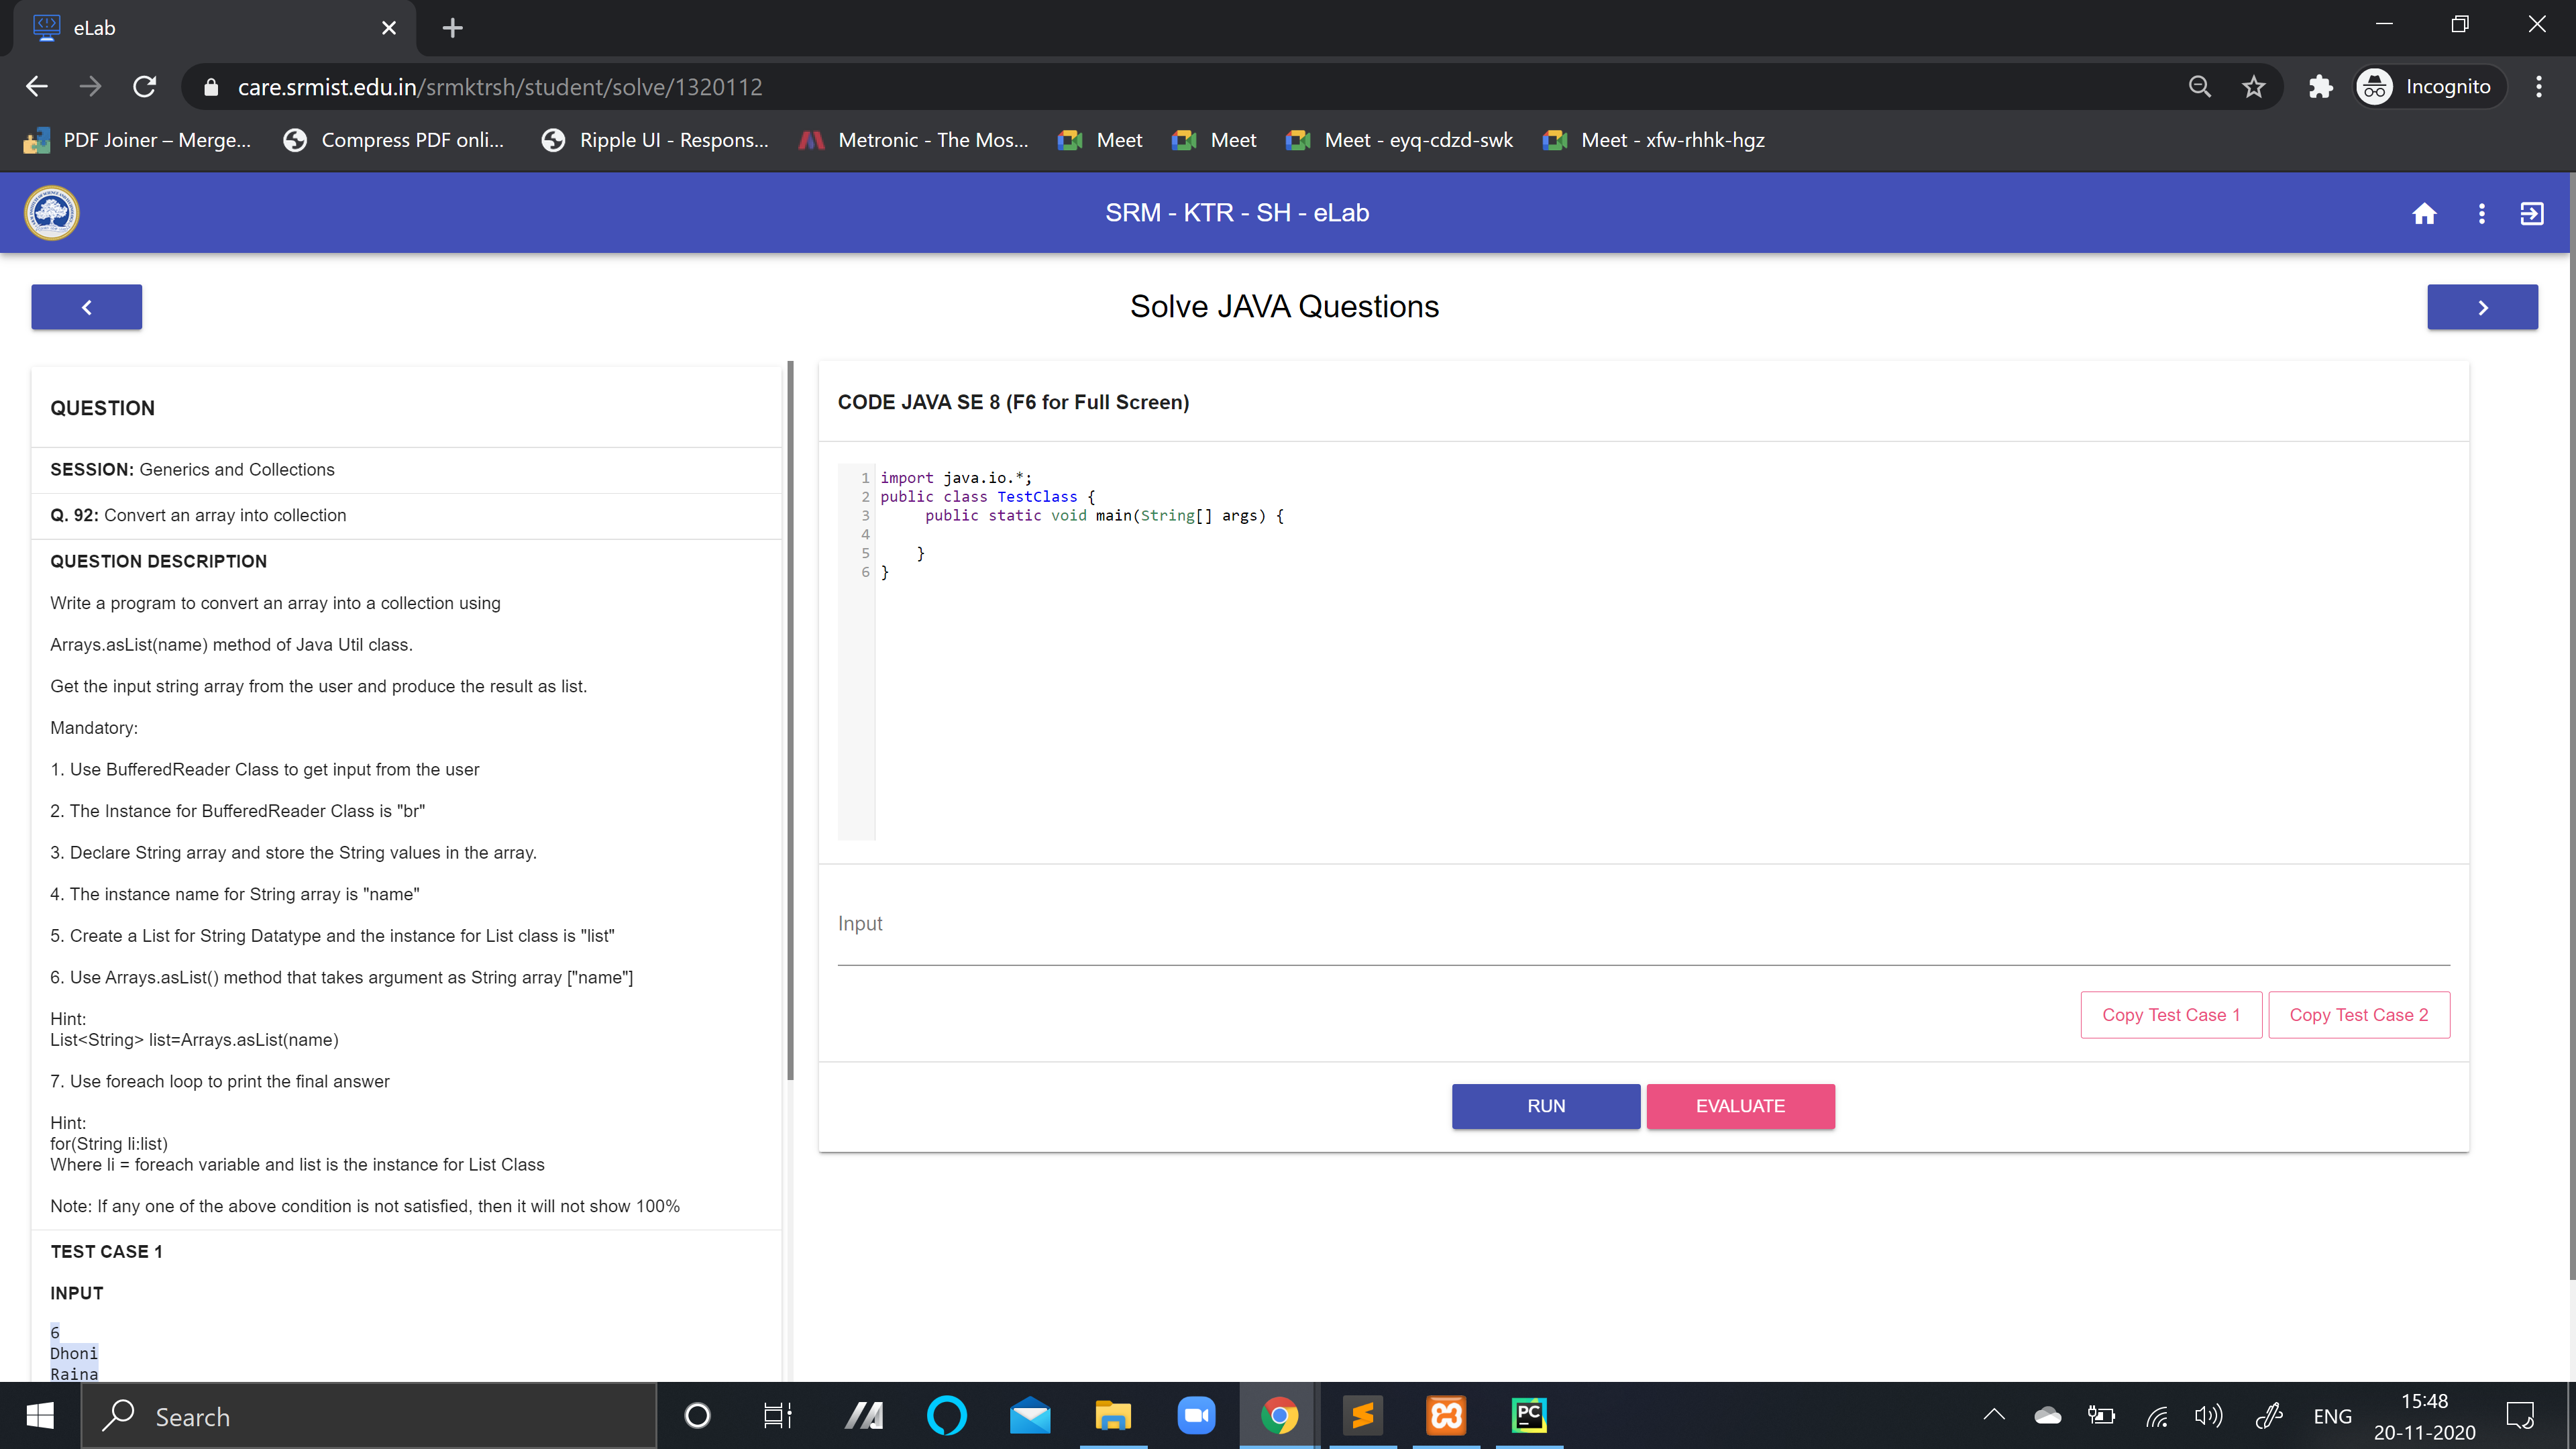 eLab
care.srmist.edu.in/srmktrsh/student/solve/1320112
Incognito
PDF Joiner – Merge...
Compress PDF onli...
Ripple UI - Respons...
Metronic - The Mos...
Meet
Meet
Meet - eyq-cdzd-swk
Meet - xfw-rhhk-hgz
SRM - KTR - SH - eLab
Solve JAVA Questions
QUESTION
SESSION: Generics and Collections
Q. 92: Convert an array into collection
QUESTION DESCRIPTION
Write a program to convert an array into a collection using
Arrays.asList(name) method of Java Util class.
Get the input string array from the user and produce the result as list.
Mandatory:
1. Use BufferedReader Class to get input from the user
2. The Instance for BufferedReader Class is "br"
3. Declare String array and store the String values in the array.
4. The instance name for String array is "name"
5. Create a List for String Datatype and the instance for List class is "list"
6. Use Arrays.asList() method that takes argument as String array ["name"]
Hint:
List<String> list=Arrays.asList(name)
7. Use foreach loop to print the final answer
Hint:
for(String li:list)
Where li = foreach variable and list is the instance for List Class
Note: If any one of the above condition is not satisfied, then it will not show 100%
TEST CASE 1
INPUT
6
Dhoni
Raina
CODE JAVA SE 8 (F6 for Full Screen)
1 import java.io.*;
2 public class TestClass {
3 public static void main(String[] args) {
4
5 }
6 }
Input
Copy Test Case 1
Copy Test Case 2
RUN
EVALUATE
Search
PC
ENG
15:48
20-11-2020